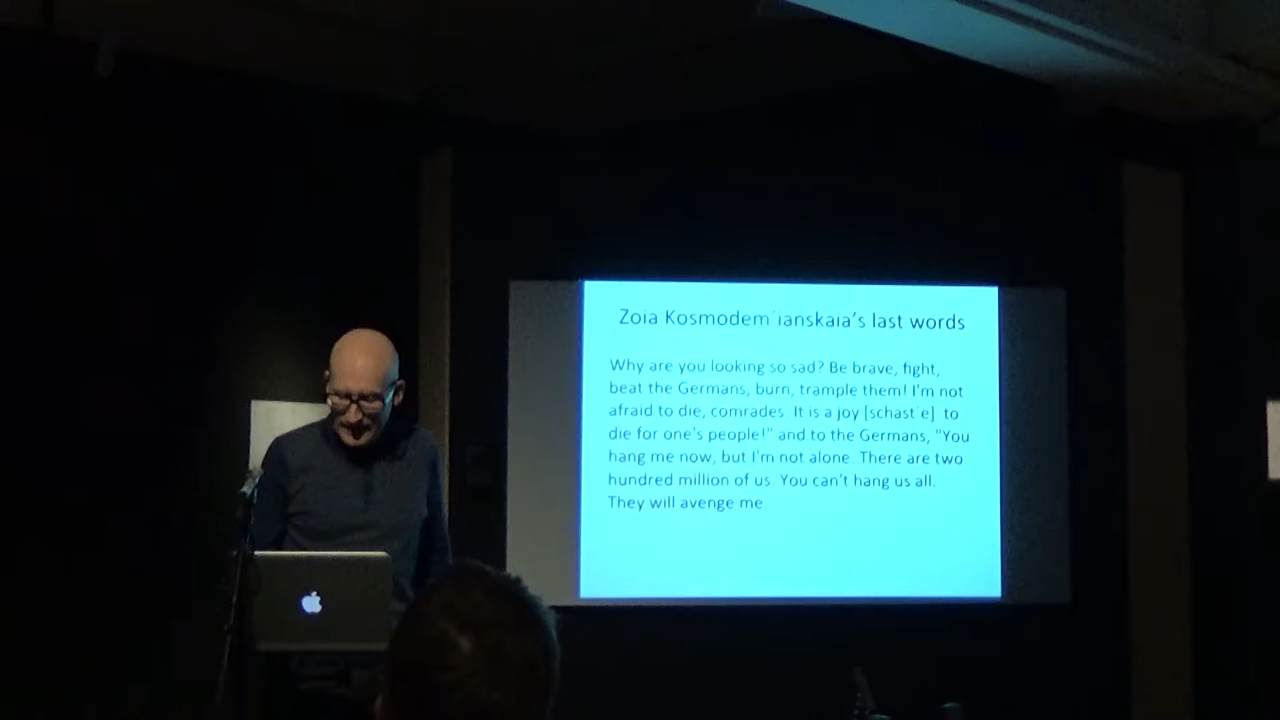 Zoia Kosmodem´ianskaia's last words
Why are you looking so sad? Be brave, fight,
beat the Germans, burn, trample them! I'm not
afraid to die, comrades. It is a joy [schast´e] to
die for one's people!" and to the Germans, "You
hang me now, but I'm not alone. There are two
hundred million of us. You can't hang us all.
They will avenge me